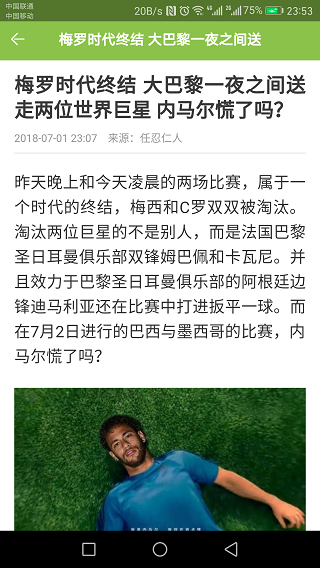 中国联通
中国移动
20B/s 75% 23:53
梅罗时代终结 大巴黎一夜之间送
梅罗时代终结 大巴黎一夜之间送
走两位世界巨星 内马尔慌了吗?
2018-07-01 23:07 来源：任忍仁人
昨天晚上和今天凌晨的两场比赛，属于一
个时代的终结，梅西和C罗双双被淘汰。
淘汰两位巨星的不是别人，而是法国巴黎
圣日耳曼俱乐部双锋姆巴佩和卡瓦尼。并
且效力于巴黎圣日耳曼俱乐部的阿根廷边
锋迪马利亚还在比赛中打进扳平一球。而
在7月2日进行的巴西与墨西哥的比赛，内
马尔慌了吗?